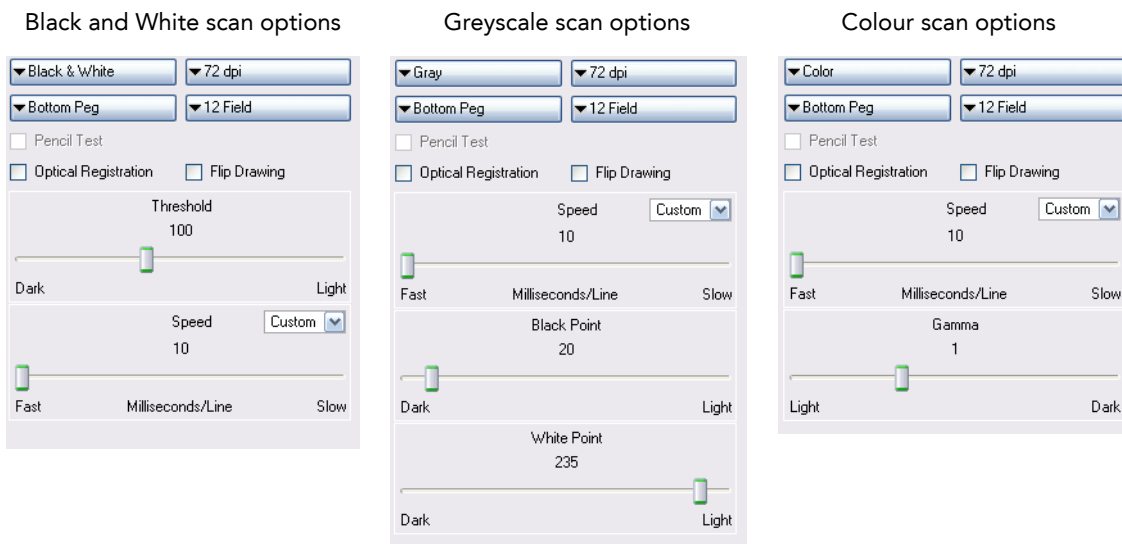 Black and White scan options
Black & White
72 dpi
Bottom Peg
12 Field
Pencil Test
Optical Registration
Flip Drawing
Threshold
100
Dark
Light
Speed
Custom
10
Fast
Milliseconds/Line
Slow
Greyscale scan options
Gray
72 dpi
Bottom Peg
12 Field
Pencil Test
Optical Registration
Flip Drawing
Speed
Custom
10
Fast
Milliseconds/Line
Slow
Black Point
20
Dark
Light
White Point
235
Dark
Light
Colour scan options
Color
72 dpi
Bottom Peg
12 Field
Pencil Test
Optical Registration
Flip Drawing
Speed
Custom
10
Fast
Milliseconds/Line
Slow
Gamma
1
Light
Dark